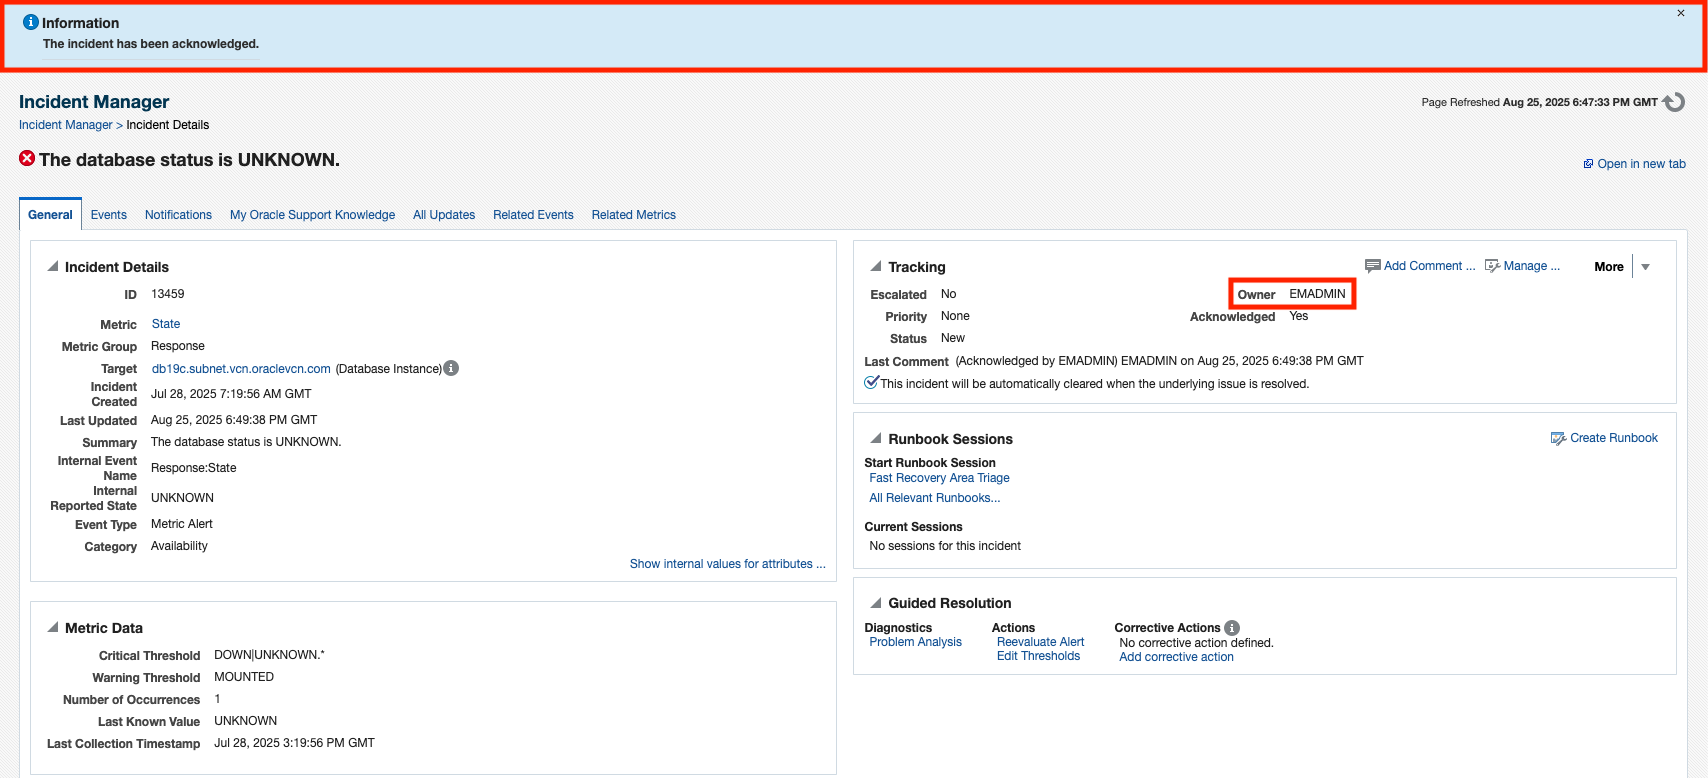 Information
The incident has been acknowledged.
Incident Manager
Page Refreshed Aug 25, 2025 6:47:33 PM GMT
Incident Manager > Incident Details
The database status is UNKNOWN.
Open in new tab
General Events Notifications My Oracle Support Knowledge All Updates Related Events Related Metrics
Incident Details
ID 13459
Metric State
Metric Group Response
Target db19c.subnet.vcn.oraclevcn.com (Database Instance)
Incident Created Jul 28, 2025 7:19:56 AM GMT
Last Updated Aug 25, 2025 6:49:38 PM GMT
Summary The database status is UNKNOWN.
Internal Event Name Response:State
Internal Reported State UNKNOWN
Event Type Metric Alert
Category Availability
Show internal values for attributes ...
Metric Data
Critical Threshold DOWN|UNKNOWN.*
Warning Threshold MOUNTED
Number of Occurrences 1
Last Known Value UNKNOWN
Last Collection Timestamp Jul 28, 2025 3:19:56 PM GMT
Tracking
Add Comment ... Manage ... More
Escalated No Owner EMADMIN
Priority None Acknowledged Yes
Status New
Last Comment (Acknowledged by EMADMIN) EMADMIN on Aug 25, 2025 6:49:38 PM GMT
This incident will be automatically cleared when the underlying issue is resolved.
Runbook Sessions
Create Runbook
Start Runbook Session
Fast Recovery Area Triage
All Relevant Runbooks...
Current Sessions
No sessions for this incident
Guided Resolution
Diagnostics Actions Corrective Actions
Problem Analysis Reevaluate Alert No corrective action defined.
Edit Thresholds Add corrective action